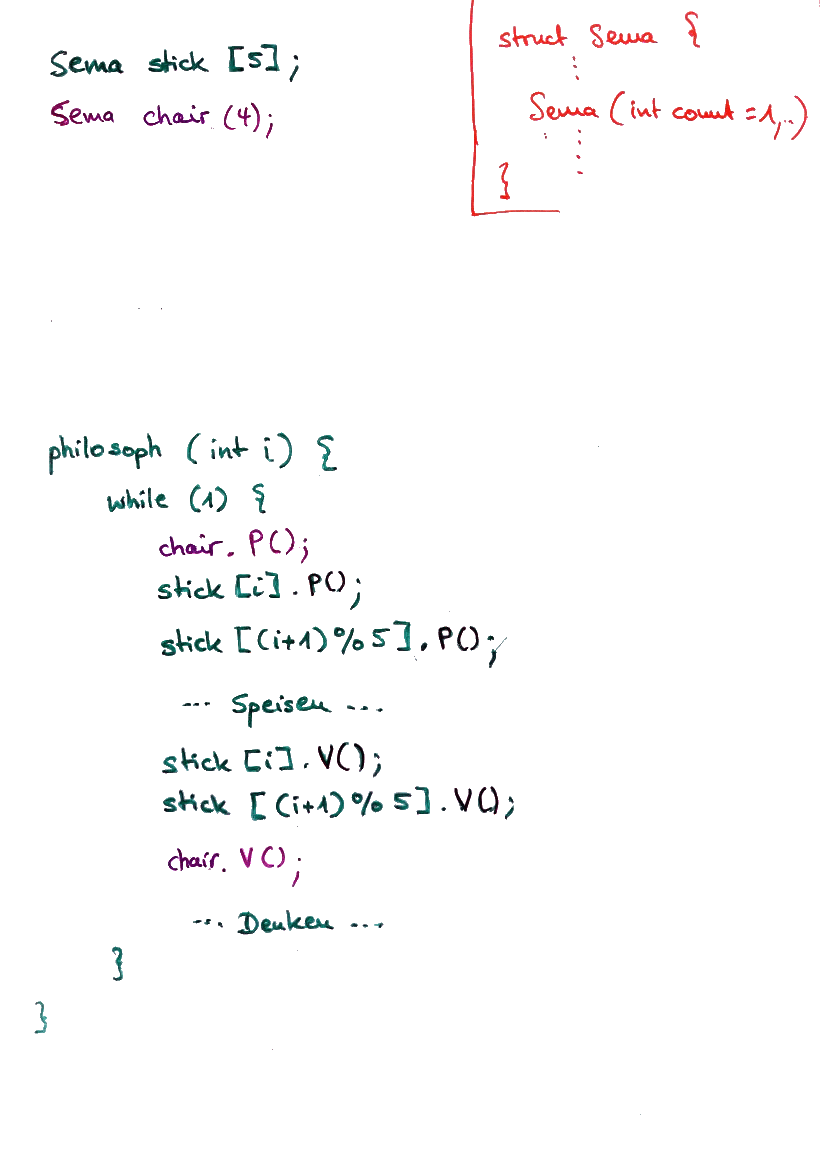 Sema stick [5];
Sema chair (4);
struct Sema {
⋮
Sema (int count = 1,..)
⋮
}
philosoph (int i) {
while (1) {
chair. P();
stick [i]. P();
stick [(i+1)%5]. P();
--- Speisen ---
stick [i]. V();
stick [(i+1)%5]. V();
chair. V();
--- Denken ---
}
}